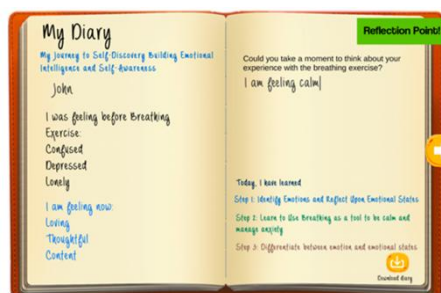 My Diary
My Journey to Self-Discovery Building Emotional
Intelligence and Self-Awareness
John
I was feeling before Breathing
Exercise:
Confused
Depressed
Lonely
I am feeling now:
Loving
Thoughtful
Content
Reflection Point!
Could you take a moment to think about your
experience with the breathing exercise?
I am feeling calm
Today, I have learned
Step 1: Identify Emotions and Reflect Upon Emotional States
Step 2: Learn to Use Breathing as a tool to be calm and
manage anxiety
Step 3: Differentiate between emotion and emotional states
Download diary